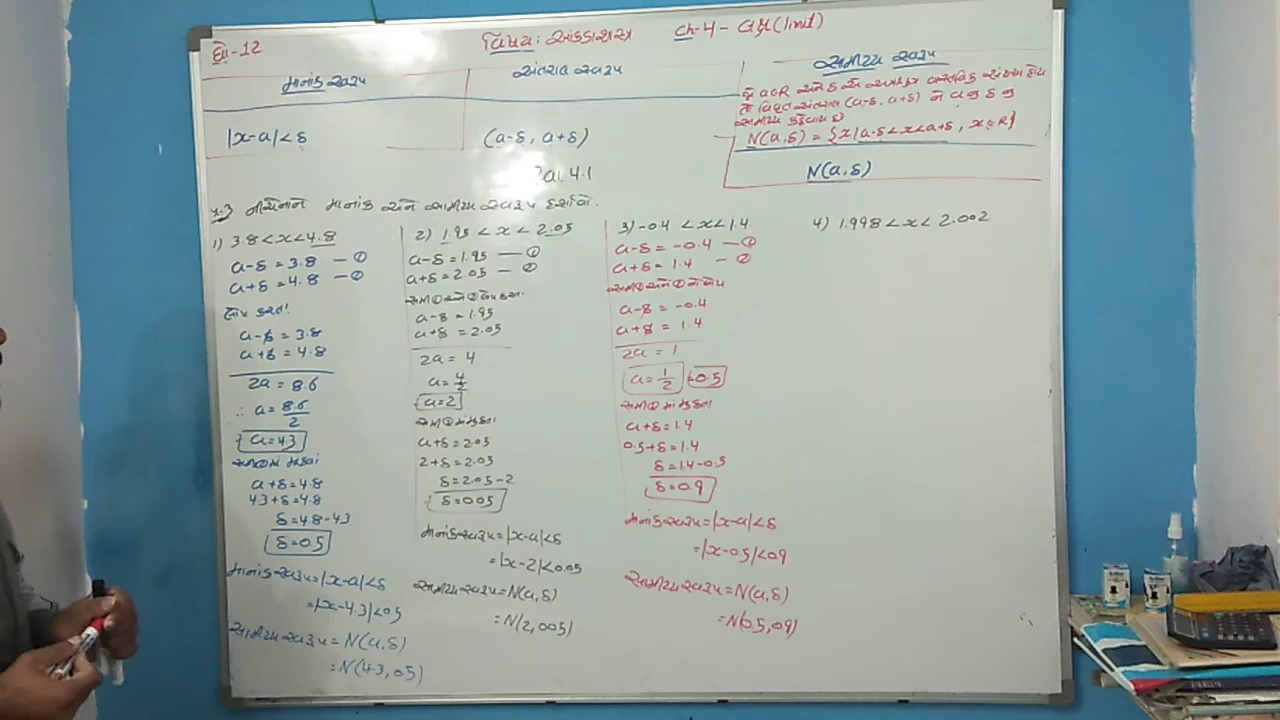 ધો-12
વિષય: આંકડાશાસ્ત્ર
Ch-4 - લક્ષ (limit)
માનાંક સ્વરૂપ
અંતરાલ સ્વરૂપ
સામીપ્ય સ્વરૂપ
|x-a|<δ
(a-δ, a+δ)
N(a,δ) = {x/a-δ<x<a+δ, x∈R}
N(a,δ)
4.1
નીચેનાને માનાંક અને સામીપ્ય સ્વરૂપે દર્શાવો.
1) 3.8<x<4.8
a-δ = 3.8 — ①
a+δ = 4.8 — ②
લોપ કરતાં
a-δ = 3.8
a+δ = 4.8
2a = 8.6
∴ a = 8.6/2
a=4.3
a+δ=4.8
4.3+δ=4.8
δ=4.8-4.3
δ=0.5
માનાંક સ્વરૂપ=|x-a|<δ
=|x-4.3|<0.5
સામીપ્ય સ્વરૂપ=N(a,δ)
=N(4.3, 0.5)
2) 1.95 < x < 2.05
a-δ=1.95 — ①
a+δ=2.05 — ②
a-δ=1.95
a+δ=2.05
2a = 4
a=4/2
a=2
a+δ=2.05
2+δ=2.05
δ=2.05-2
δ=0.05
માનાંક સ્વરૂપ=|x-a|<δ
=|x-2|<0.05
સામીપ્ય સ્વરૂપ=N(a,δ)
=N(2,0.05)
3) -0.4 <x<1.4
a-δ= -0.4 —①
a+δ= 1.4 —②
a-δ= -0.4
a+δ= 1.4
2a = 1
a=1/2 =0.5
a+δ=1.4
0.5+δ=1.4
δ=1.4-0.5
δ=0.9
માનાંક સ્વરૂપ=|x-a|<δ
=|x-0.5|<0.9
સામીપ્ય સ્વરૂપ=N(a,δ)
=N(0.5,0.9)
4) 1.998<x<2.002